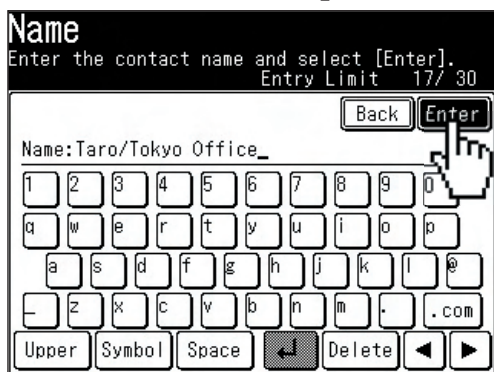 Name
Enter the contact name and select [Enter].
Entry Limit 17/ 30
Back Enter
Name:Taro/Tokyo Office_
1 2 3 4 5 6 7 8 9 0
q w e r t y u i o p
a s d f g h j k l @
_ z x c v b n m . .com
Upper Symbol Space ↵ Delete ◀ ▶